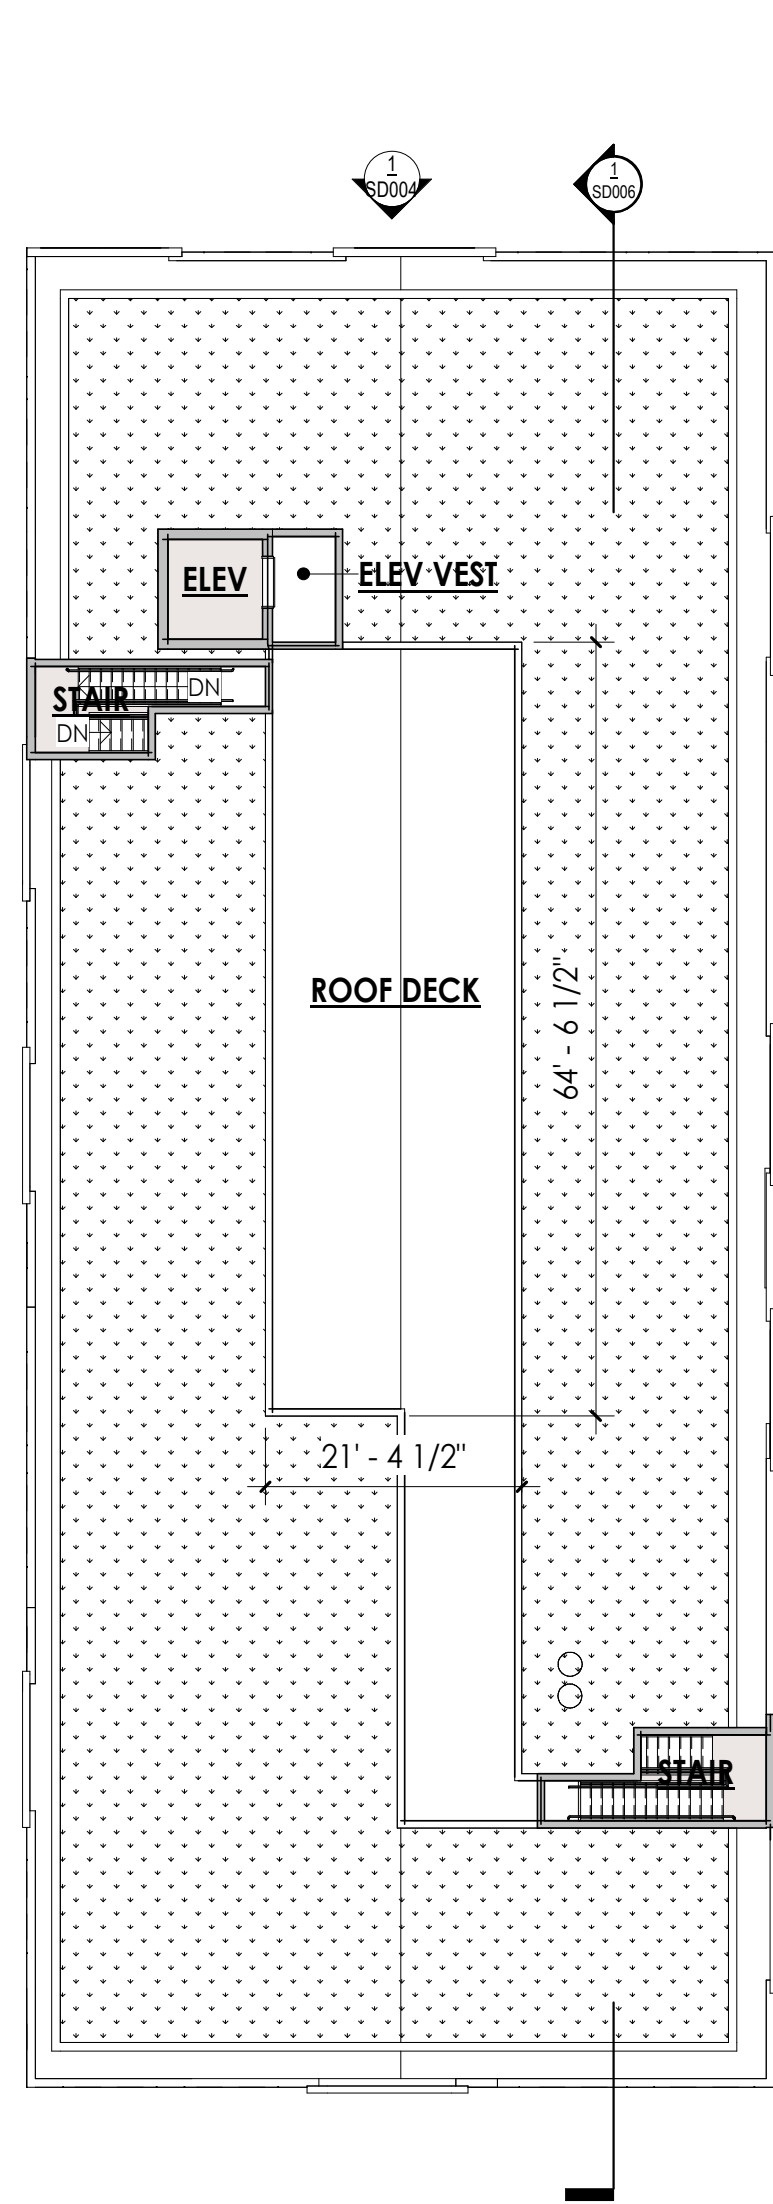 1
SD004
1
SD006
ELEV
ELEV VEST
STAIR
DN
DN
ROOF DECK
64' - 6 1/2"
21' - 4 1/2"
STAIR